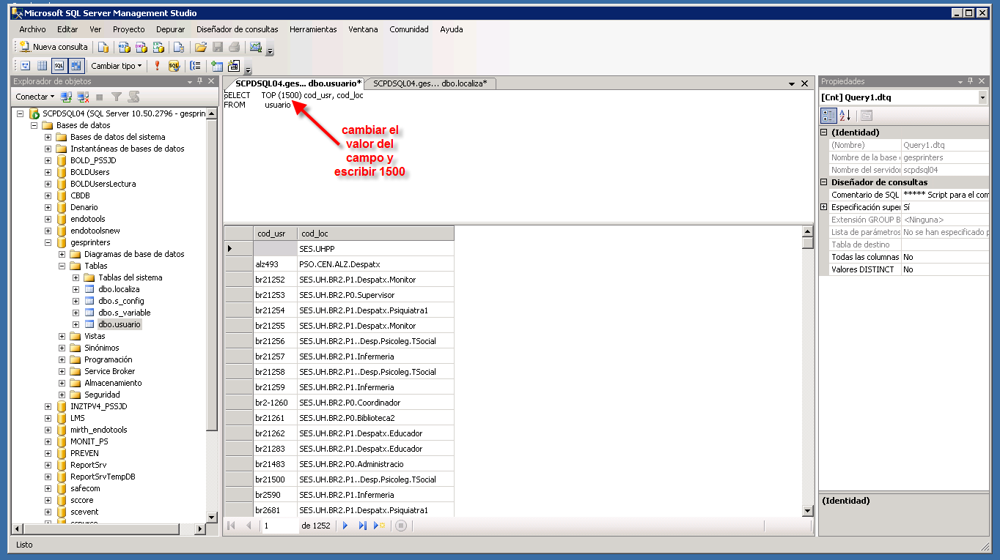 Microsoft SQL Server Management Studio
Archivo Editar Ver Proyecto Depurar Diseñador de consultas Herramientas Ventana Comunidad Ayuda
Nueva consulta
Cambiar tipo
Explorador de objetos
Conectar
SCPDSQL04 (SQL Server 10.50.2796 - gesprin
Bases de datos
Bases de datos del sistema
Instantáneas de bases de datos
BOLD_PSSJD
BOLDUsers
BOLDUsersLectura
CBDB
Denario
endotools
endotoolsnew
gesprinters
Diagramas de base de datos
Tablas
Tablas del sistema
dbo.localiza
dbo.s_config
dbo.s_variable
dbo.usuario
Vistas
Sinónimos
Programación
Service Broker
Almacenamiento
Seguridad
INZTPV4_PSSJD
LMS
mirth_endotools
MONIT_PS
PREVEN
ReportSrv
ReportSrvTempDB
safecom
sccore
scevent
SCPDSQL04.ges... dbo.usuario*
SCPDSQL04.ges... dbo.localiza*
SELECT TOP (1500) cod_usr, cod_loc
FROM usuario
cambiar el
valor del
campo y
escribir 1500
cod_usr cod_loc
SES.UHPP
alz493 PSO.CEN.ALZ.Despatx
br21252 SES.UH.BR2.P1.Despatx.Monitor
br21253 SES.UH.BR2.P0.Supervisor
br21254 SES.UH.BR2.P1.Despatx.Psiquiatra1
br21255 SES.UH.BR2.P1.Despatx.Monitor
br21256 SES.UH.BR2.P1..Desp.Psicoleg.TSocial
br21257 SES.UH.BR2.P1.Infermeria
br21258 SES.UH.BR2.P1..Desp.Psicoleg.TSocial
br21259 SES.UH.BR2.P1.Infermeria
br2-1260 SES.UH.BR2.P0.Coordinador
br21261 SES.UH.BR2.P0.Biblioteca2
br21262 SES.UH.BR2.P1.Despatx.Educador
br21283 SES.UH.BR2.P1.Despatx.Educador
br21483 SES.UH.BR2.P0.Administracio
br21500 SES.UH.BR2.P1..Desp.Psicoleg.TSocial
br2590 SES.UH.BR2.P1.Infermeria
br2681 SES.UH.BR2.P1.Despatx.Psiquiatra1
1 de 1252
Propiedades
[Cnt] Query1.dtq
(Identidad)
(Nombre) Query1.dtq
Nombre de la base gesprinters
Nombre del servidor scpdsql04
Diseñador de consultas
Comentario de SQL ***** Script para el com
Especificación super Sí
Extensión GROUP B <Ninguna>
Lista de parámetros No se han especificado p
Tabla de destino
Todas las columnas No
Valores DISTINCT No
(Identidad)
Listo